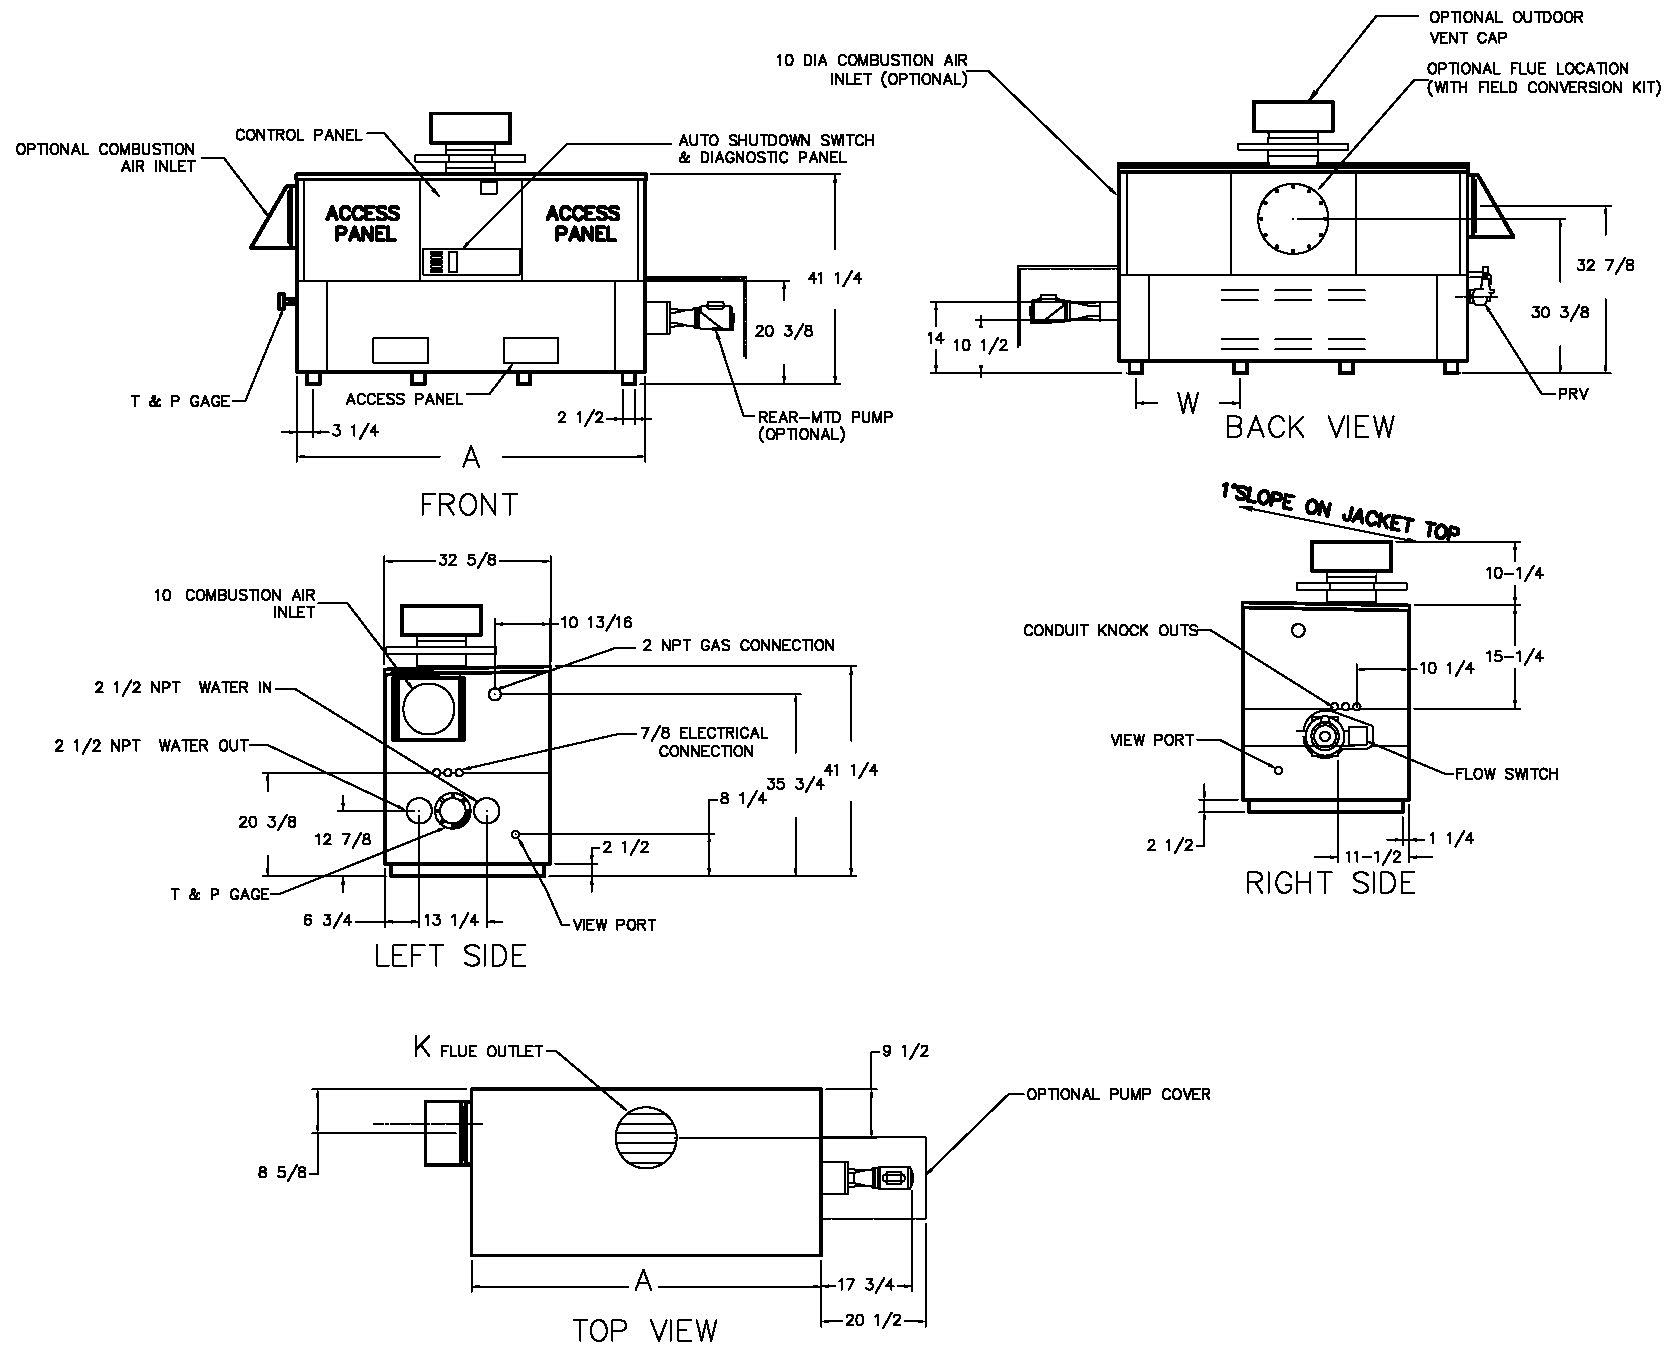 OPTIONAL COMBUSTION
AIR INLET
CONTROL PANEL
AUTO SHUTDOWN SWITCH
& DIAGNOSTIC PANEL
ACCESS
PANEL
ACCESS
PANEL
41 1/4
20 3/8
T & P GAGE
ACCESS PANEL
2 1/2
3 1/4
REAR-MTD PUMP
(OPTIONAL)
A
FRONT
10 DIA COMBUSTION AIR
INLET (OPTIONAL)
OPTIONAL OUTDOOR
VENT CAP
OPTIONAL FLUE LOCATION
(WITH FIELD CONVERSION KIT)
32 7/8
30 3/8
14
10 1/2
PRV
W
BACK VIEW
32 5/8
10 COMBUSTION AIR
INLET
10 13/16
2 NPT GAS CONNECTION
2 1/2 NPT WATER IN
7/8 ELECTRICAL
CONNECTION
2 1/2 NPT WATER OUT
41 1/4
35 3/4
8 1/4
20 3/8
12 7/8
2 1/2
T & P GAGE
6 3/4
13 1/4
VIEW PORT
LEFT SIDE
1°SLOPE ON JACKET TOP
10-1/4
CONDUIT KNOCK OUTS
15-1/4
10 1/4
VIEW PORT
FLOW SWITCH
2 1/2
1 1/4
11-1/2
RIGHT SIDE
K FLUE OUTLET
9 1/2
OPTIONAL PUMP COVER
8 5/8
A
17 3/4
20 1/2
TOP VIEW